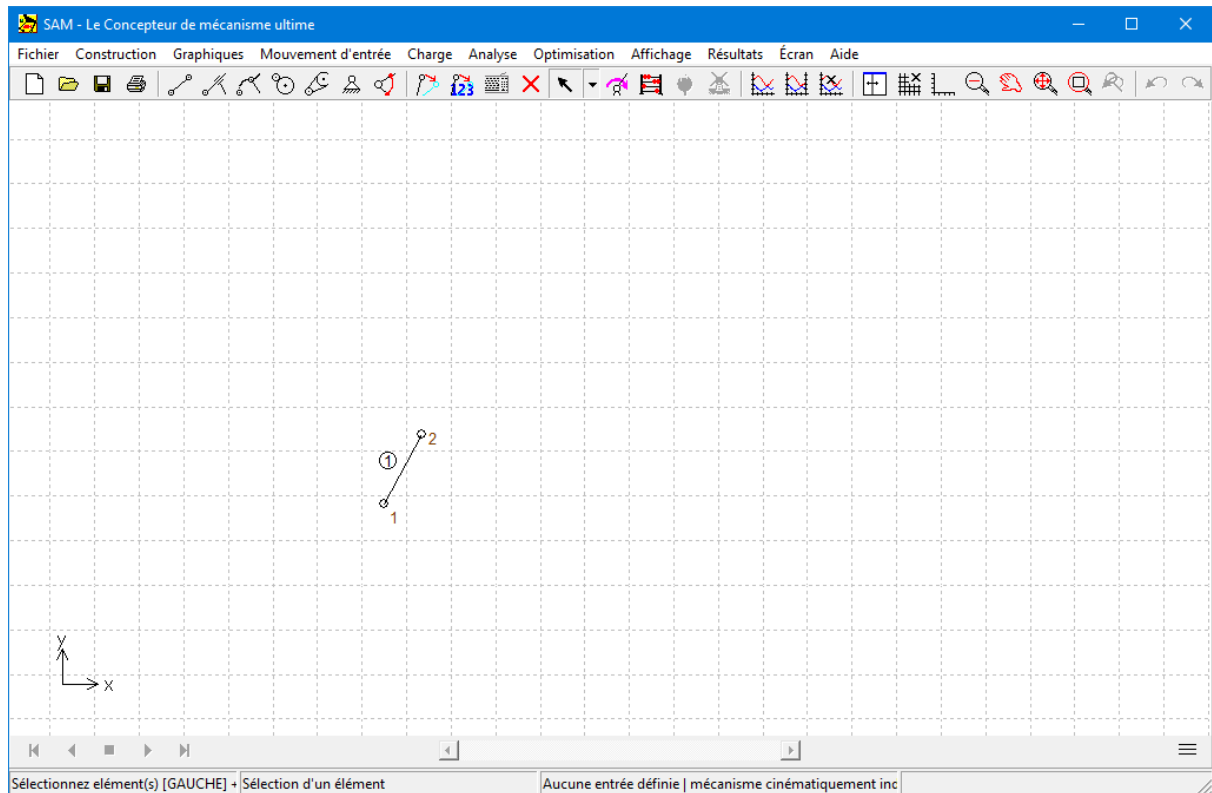 SAM - Le Concepteur de mécanisme ultime
Fichier Construction Graphiques Mouvement d'entrée Charge Analyse Optimisation Affichage Résultats Écran Aide
123
2
1
1
y
x
Sélectionnez elément(s) [GAUCHE] + Sélection d'un élément Aucune entrée définie | mécanisme cinématiquement inc